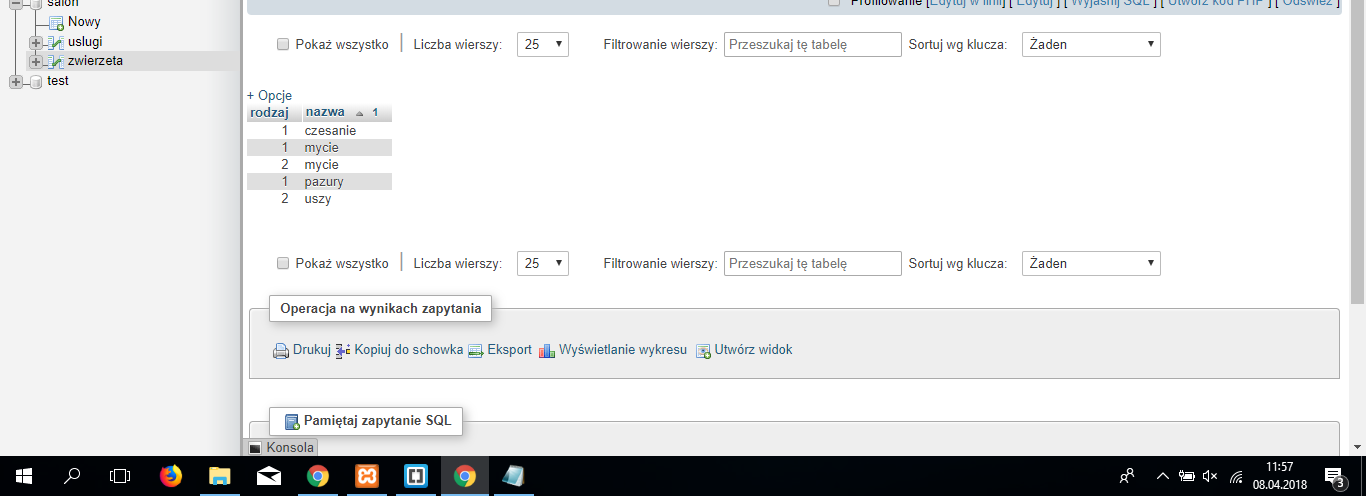 salon
Nowy
uslugi
zwierzeta
test
Profilowanie [Edytuj w linii] [ Edytuj ] [ Wyjaśnij SQL ] [ Utwórz kod PHP ] [ Odśwież ]
Pokaż wszystko | Liczba wierszy: 25 Filtrowanie wierszy: Przeszukaj tę tabelę Sortuj wg klucza: Żaden
+ Opcje
rodzaj nazwa 1
1 czesanie
1 mycie
2 mycie
1 pazury
2 uszy
Pokaż wszystko | Liczba wierszy: 25 Filtrowanie wierszy: Przeszukaj tę tabelę Sortuj wg klucza: Żaden
Operacja na wynikach zapytania
Drukuj Kopiuj do schowka Eksport Wyświetlanie wykresu Utwórz widok
Pamiętaj zapytanie SQL
Konsola
11:57
08.04.2018
3